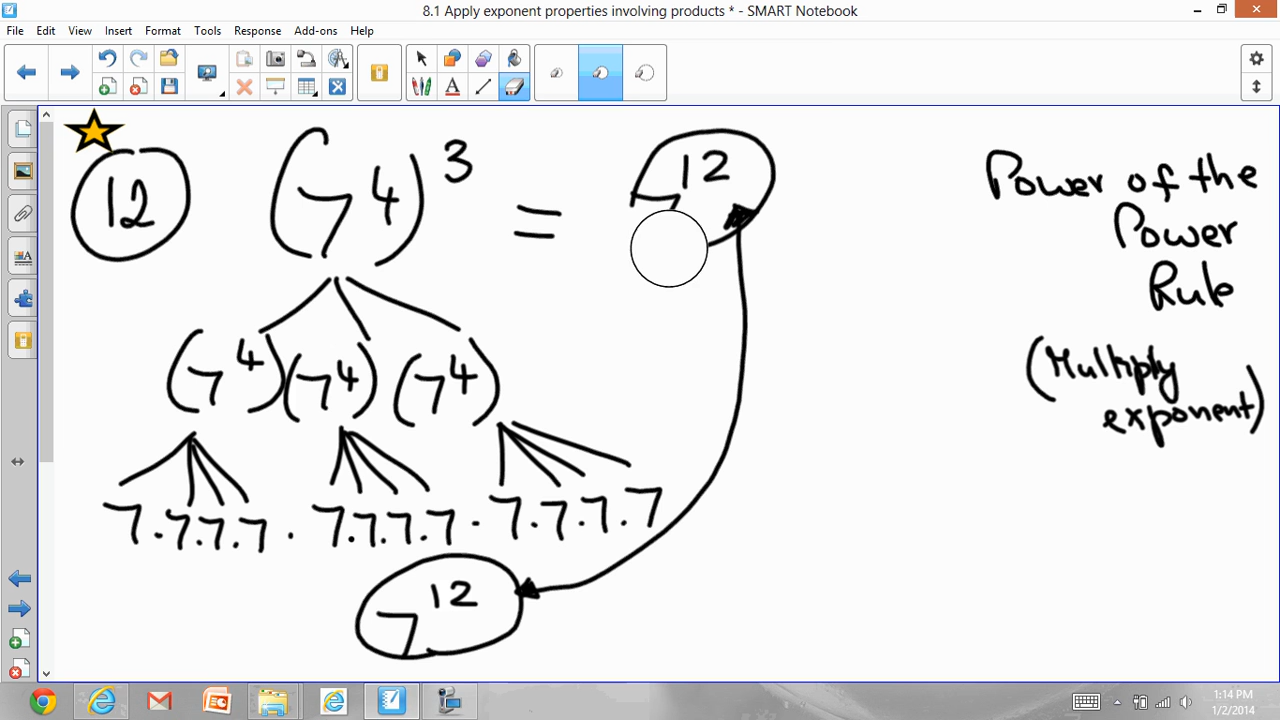 8.1 Apply exponent properties involving products * - SMART Notebook
File Edit View Insert Format Tools Response Add-ons Help
12 (7⁴)³ = 7¹² Power of the
Power
Rule
(7⁴)(7⁴)(7⁴) (Multiply
exponent)
7.7.7.7 . 7.7.7.7 . 7.7.7.7
7¹²
1:14 PM
1/2/2014